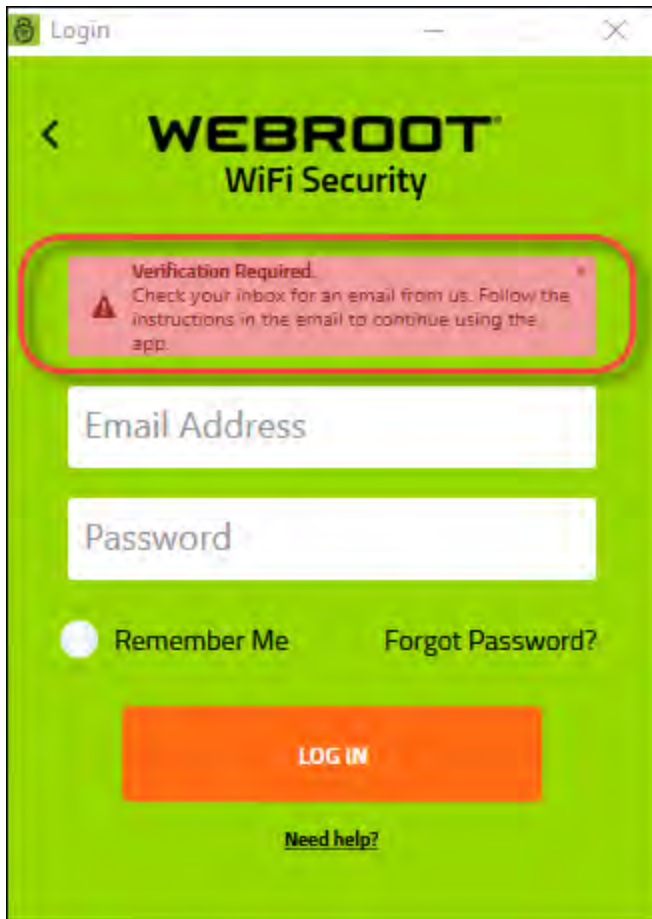 Login
WEBROOT®
WiFi Security
Verification Required.
Check your inbox for an email from us. Follow the
instructions in the email to continue using the
app.
Email Address
Password
Remember Me
Forgot Password?
LOG IN
Need help?